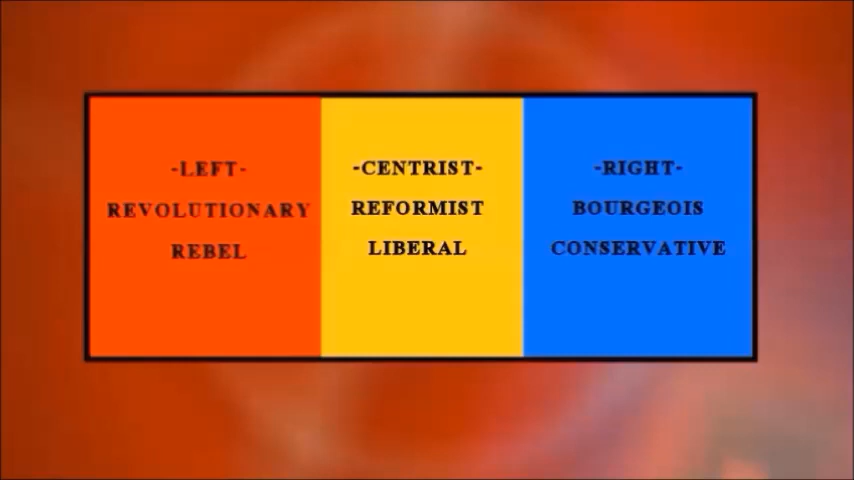 -LEFT-
REVOLUTIONARY
REBEL
-CENTRIST-
REFORMIST
LIBERAL
-RIGHT-
BOURGEOIS
CONSERVATIVE